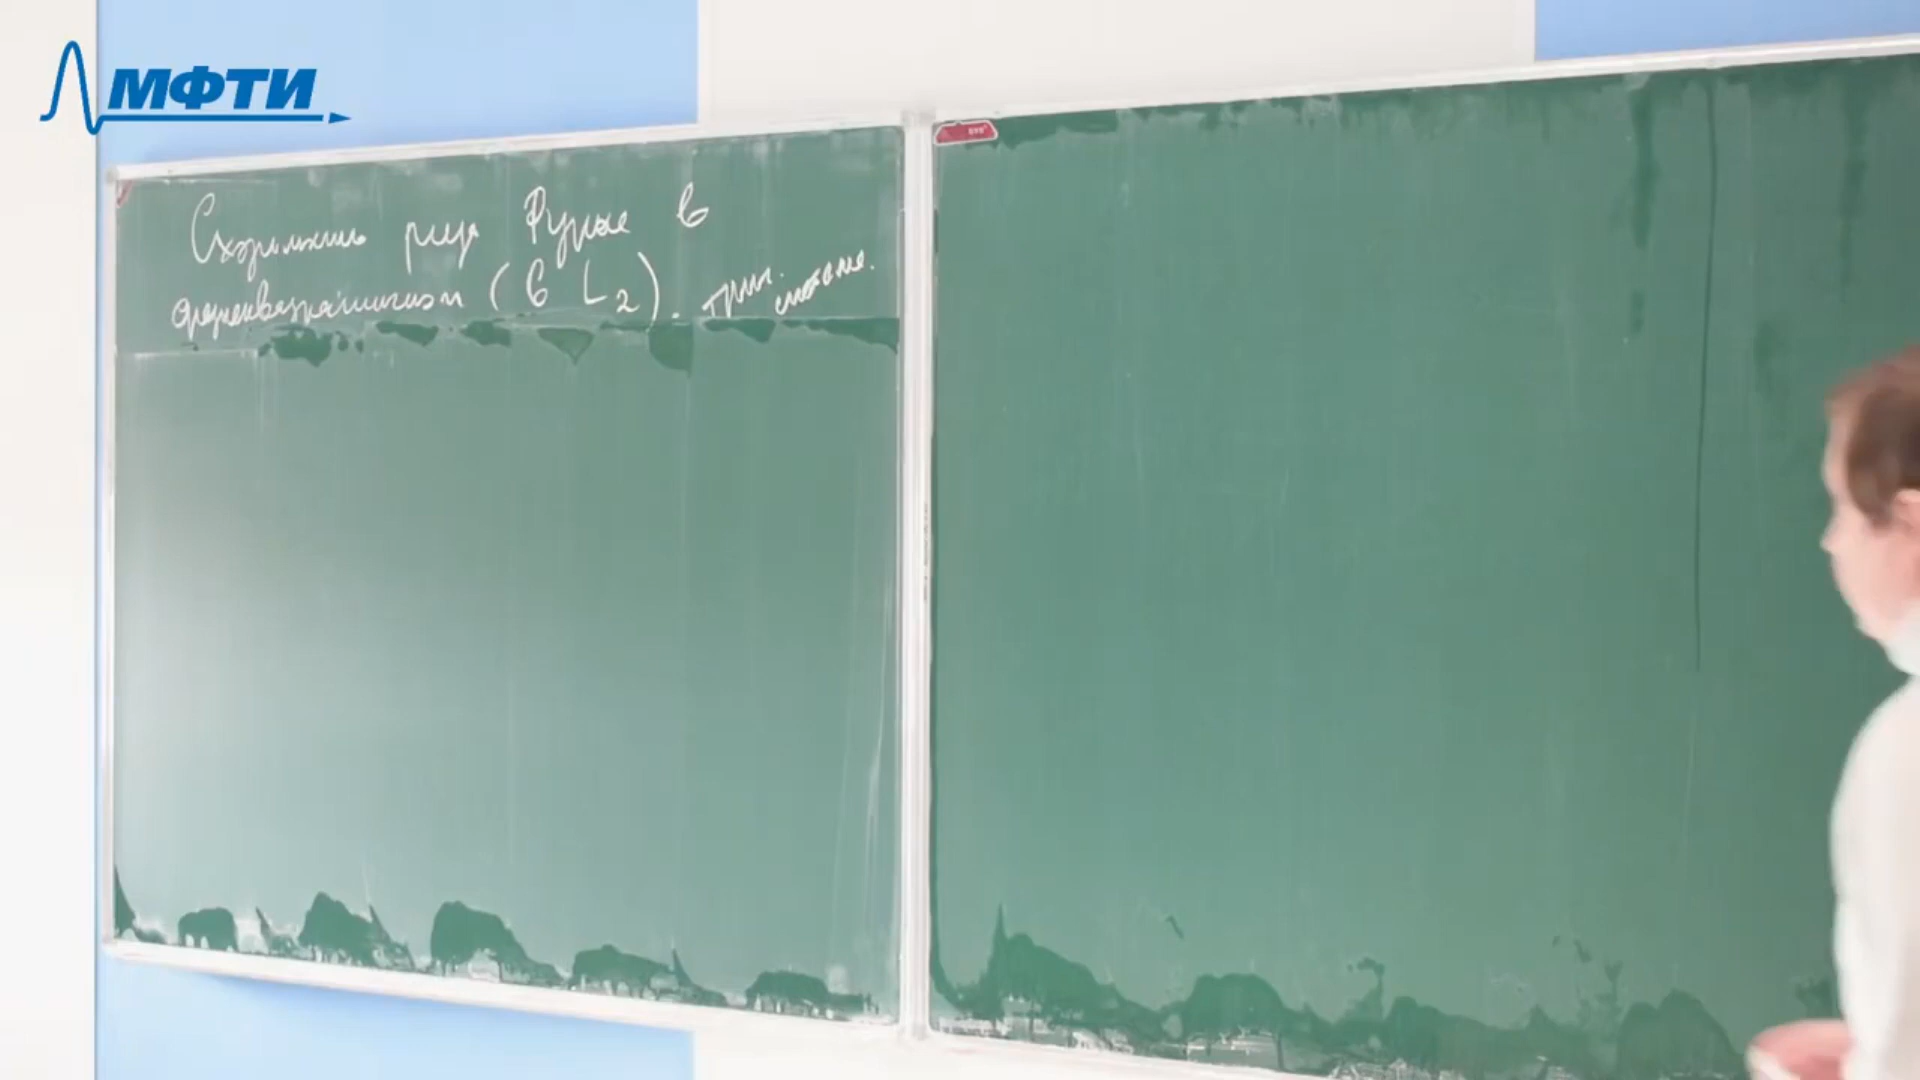 МФТИ
Сходимость ряда Фурье в
среднеквадратичном (в L₂). триг. система.